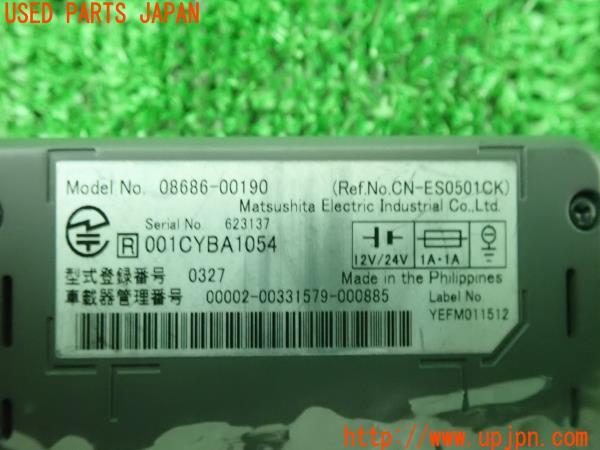 USED PARTS JAPAN
Model No. 08686-00190 (Ref.No.CN-ES0501CK)
Matsushita Electric Industrial Co.,Ltd.
Serial No. 623137
R 001CYBA1054
12V/24V 1A・1A
型式登録番号 0327 Made in the Philippines
車載器管理番号 00002-00331579-000885 Label No.
YEFM011512
http://www.upjpn.com